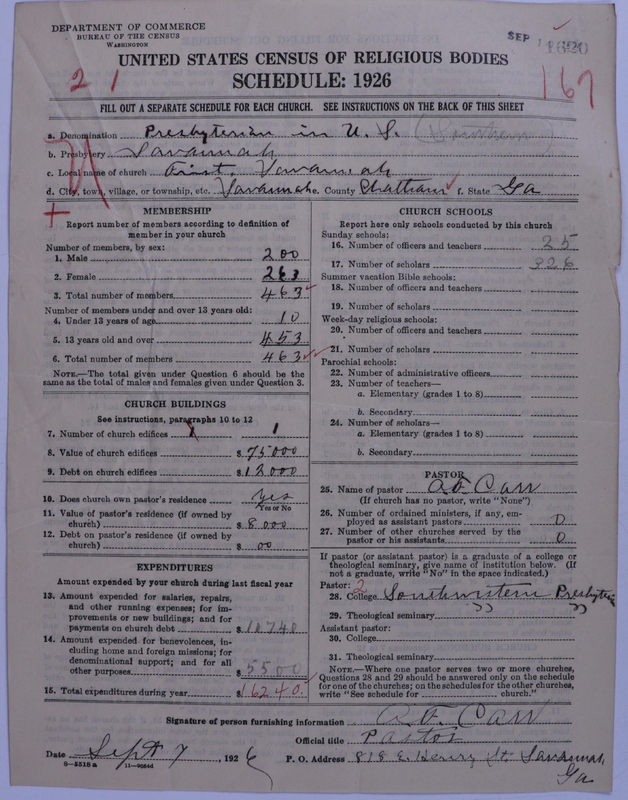 DEPARTMENT OF COMMERCE
BUREAU OF THE CENSUS
WASHINGTON
SEP
1620
UNITED STATES CENSUS OF RELIGIOUS BODIES
SCHEDULE: 1926
2 1
167
FILL OUT A SEPARATE SCHEDULE FOR EACH CHURCH. SEE INSTRUCTIONS ON THE BACK OF THIS SHEET
a. Denomination Presbyterian in U. S. (Southern)
b. Presbytery Savannah
c. Local name of church First, Savannah
d. City, town, village, or township, etc. Savannah e. County Chatham f. State Ga
MEMBERSHIP
Report number of members according to definition of
member in your church
Number of members, by sex:
1. Male 200
2. Female 263
3. Total number of members 463
Number of members under and over 13 years old:
4. Under 13 years of age 10
5. 13 years old and over 453
6. Total number of members 463
NOTE.—The total given under Question 6 should be the
same as the total of males and females given under Question 3.
CHURCH BUILDINGS
See instructions, paragraphs 10 to 12
7. Number of church edifices 1 1
8. Value of church edifices $ 75000
9. Debt on church edifices $ 12000
10. Does church own pastor's residence Yes
Yes or No
11. Value of pastor's residence (if owned by
church) $ 8000
12. Debt on pastor's residence (if owned by
church) $ 00
EXPENDITURES
Amount expended by your church during last fiscal year
13. Amount expended for salaries, repairs,
and other running expenses; for im-
provements or new buildings; and for
payments on church debt $ 10740
14. Amount expended for benevolences, in-
cluding home and foreign missions; for
denominational support; and for all
other purposes $ 5500
15. Total expenditures during year $ 16240.
CHURCH SCHOOLS
Report here only schools conducted by this church
Sunday schools:
16. Number of officers and teachers 25
17. Number of scholars 326
Summer vacation Bible schools:
18. Number of officers and teachers
19. Number of scholars
Week-day religious schools:
20. Number of officers and teachers
21. Number of scholars
Parochial schools:
22. Number of administrative officers
23. Number of teachers—
a. Elementary (grades 1 to 8)
b. Secondary
24. Number of scholars—
a. Elementary (grades 1 to 8)
b. Secondary
PASTOR
25. Name of pastor Carr
(If church has no pastor, write "None")
26. Number of ordained ministers, if any, em-
ployed as assistant pastors 0
27. Number of other churches served by the
pastor or his assistants 0
If pastor (or assistant pastor) is a graduate of a college or
theological seminary, give name of institution below. (If
not a graduate, write "No" in the space indicated.)
Pastor: 2
28. College Southwestern Presbyterian
29. Theological seminary " "
Assistant pastor:
30. College
31. Theological seminary
NOTE.—Where one pastor serves two or more churches,
Questions 28 and 29 should be answered only on the schedule
for one of the churches; on the schedules for the other churches,
write "See schedule for church."
Signature of person furnishing information Carr
Official title Pastor
Date Sept 7, 1926 P. O. Address 818 E. Henry St, Savannah,
Ga
8-5518a 11-